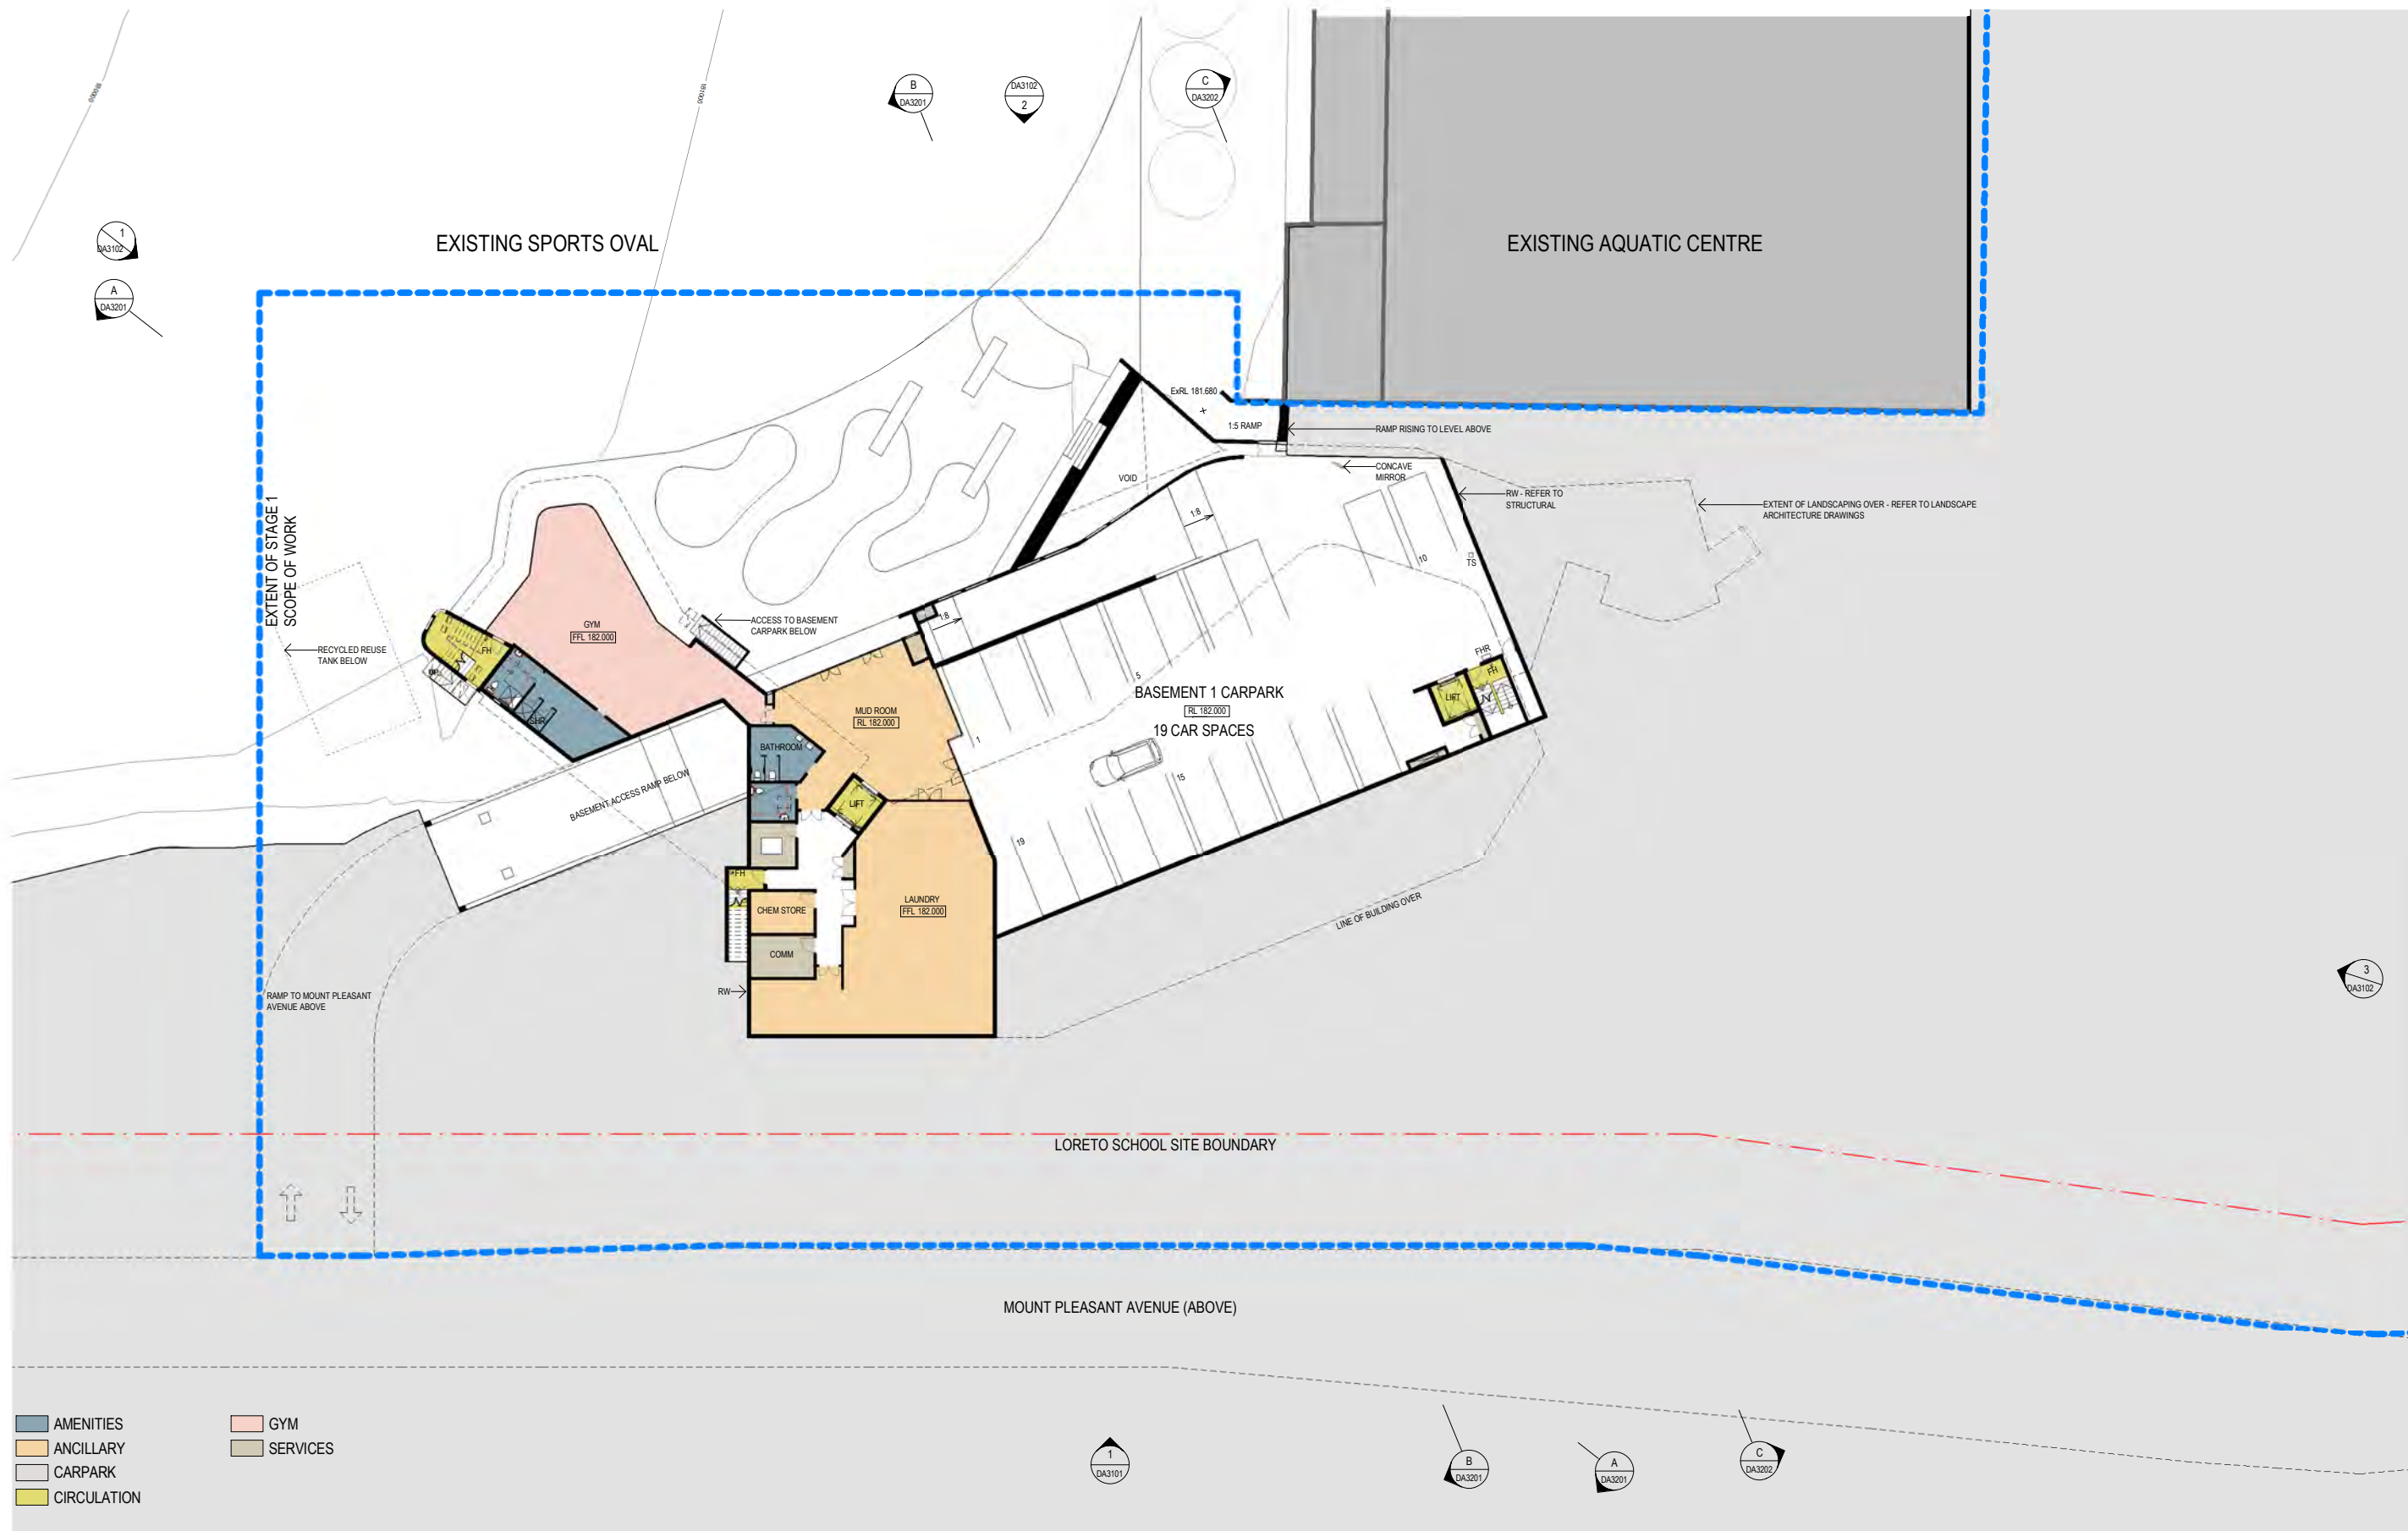 181000
B
DA3201
DA3102
2
C
DA3202
1
DA3102
A
DA3201
EXISTING SPORTS OVAL
EXISTING AQUATIC CENTRE
ExRL 181.680
1:5 RAMP
RAMP RISING TO LEVEL ABOVE
CONCAVE
MIRROR
VOID
RW - REFER TO
STRUCTURAL
EXTENT OF LANDSCAPING OVER - REFER TO LANDSCAPE
ARCHITECTURE DRAWINGS
1:8
EXTENT OF STAGE 1
SCOPE OF WORK
10
TS
GYM
FFL 182.000
1:8
ACCESS TO BASEMENT
CARPARK BELOW
RECYCLED REUSE
TANK BELOW
FH
FHR
FH
5
BASEMENT 1 CARPARK
RL 182.000
19 CAR SPACES
LIFT
MUD ROOM
RL 182.000
SHR
1
BATHROOM
15
BASEMENT ACCESS RAMP BELOW
LIFT
19
FH
LAUNDRY
FFL 182.000
CHEM STORE
LINE OF BUILDING OVER
COMM
RW
RAMP TO MOUNT PLEASANT
AVENUE ABOVE
3
DA3102
LORETO SCHOOL SITE BOUNDARY
MOUNT PLEASANT AVENUE (ABOVE)
AMENITIES
ANCILLARY
CARPARK
CIRCULATION
GYM
SERVICES
1
DA3101
B
DA3201
A
DA3201
C
DA3202